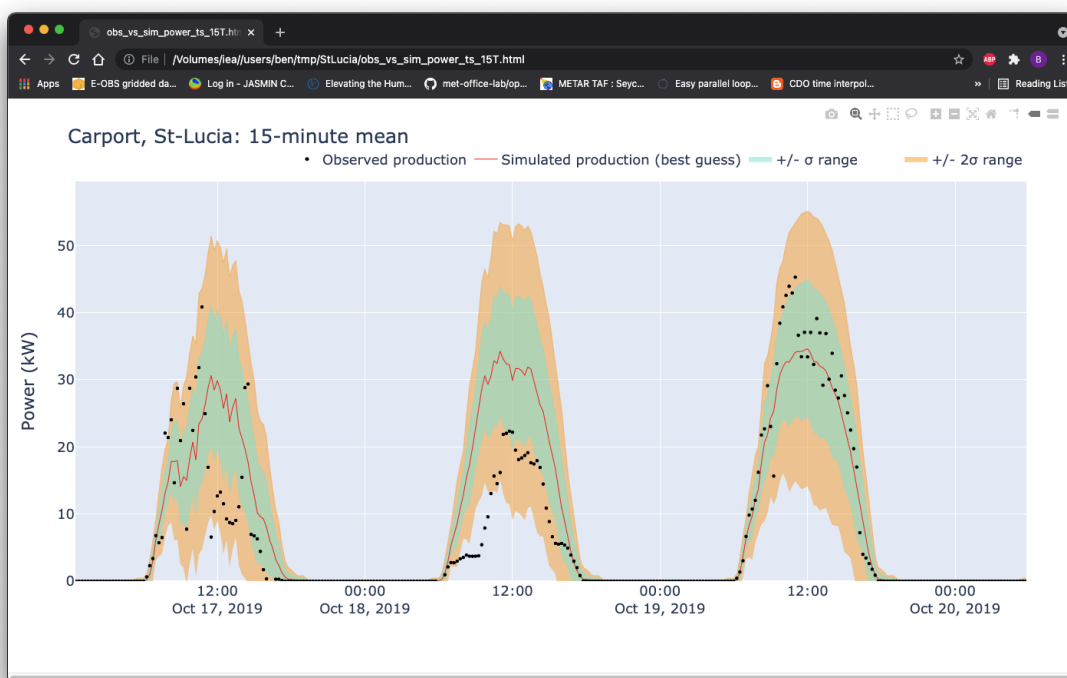 obs_vs_sim_power_ts_15T.htm
File | /Volumes/iea//users/ben/tmp/StLucia/obs_vs_sim_power_ts_15T.html
ABP
B
Apps E-OBS gridded da... Log in - JASMIN C... Elevating the Hum... met-office-lab/op... METAR TAF : Seyc... Easy parallel loop... CDO time interpol... » Reading List
Carport, St-Lucia: 15-minute mean
Observed production Simulated production (best guess) +/- σ range +/- 2σ range
Power (kW)
50
40
30
20
10
0
12:00 00:00 12:00 00:00 12:00 00:00
Oct 17, 2019 Oct 18, 2019 Oct 19, 2019 Oct 20, 2019